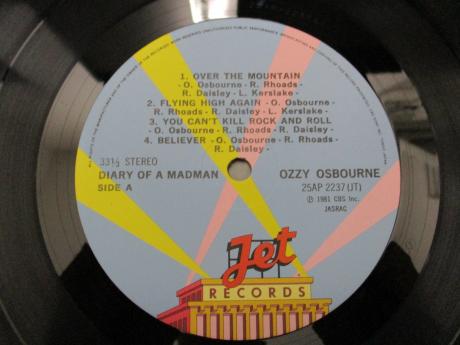 1. OVER THE MOUNTAIN
-O. Osbourne - R. Rhoads -
R. Daisley - L. Kerslake -
2. FLYING HIGH AGAIN -O. Osbourne -
R. Rhoads - R. Daisley - L. Kerslake -
3. YOU CAN'T KILL ROCK AND ROLL
-O. Osbourne - R. Rhoads - R. Daisley -
4. BELIEVER -O. Osbourne - R. Rhoads -
R. Daisley -
33⅓ STEREO
DIARY OF A MADMAN
SIDE A
OZZY OSBOURNE
25AP 2237(JT)
Ⓟ 1981 CBS Inc.
JASRAC
Jet
RECORDS